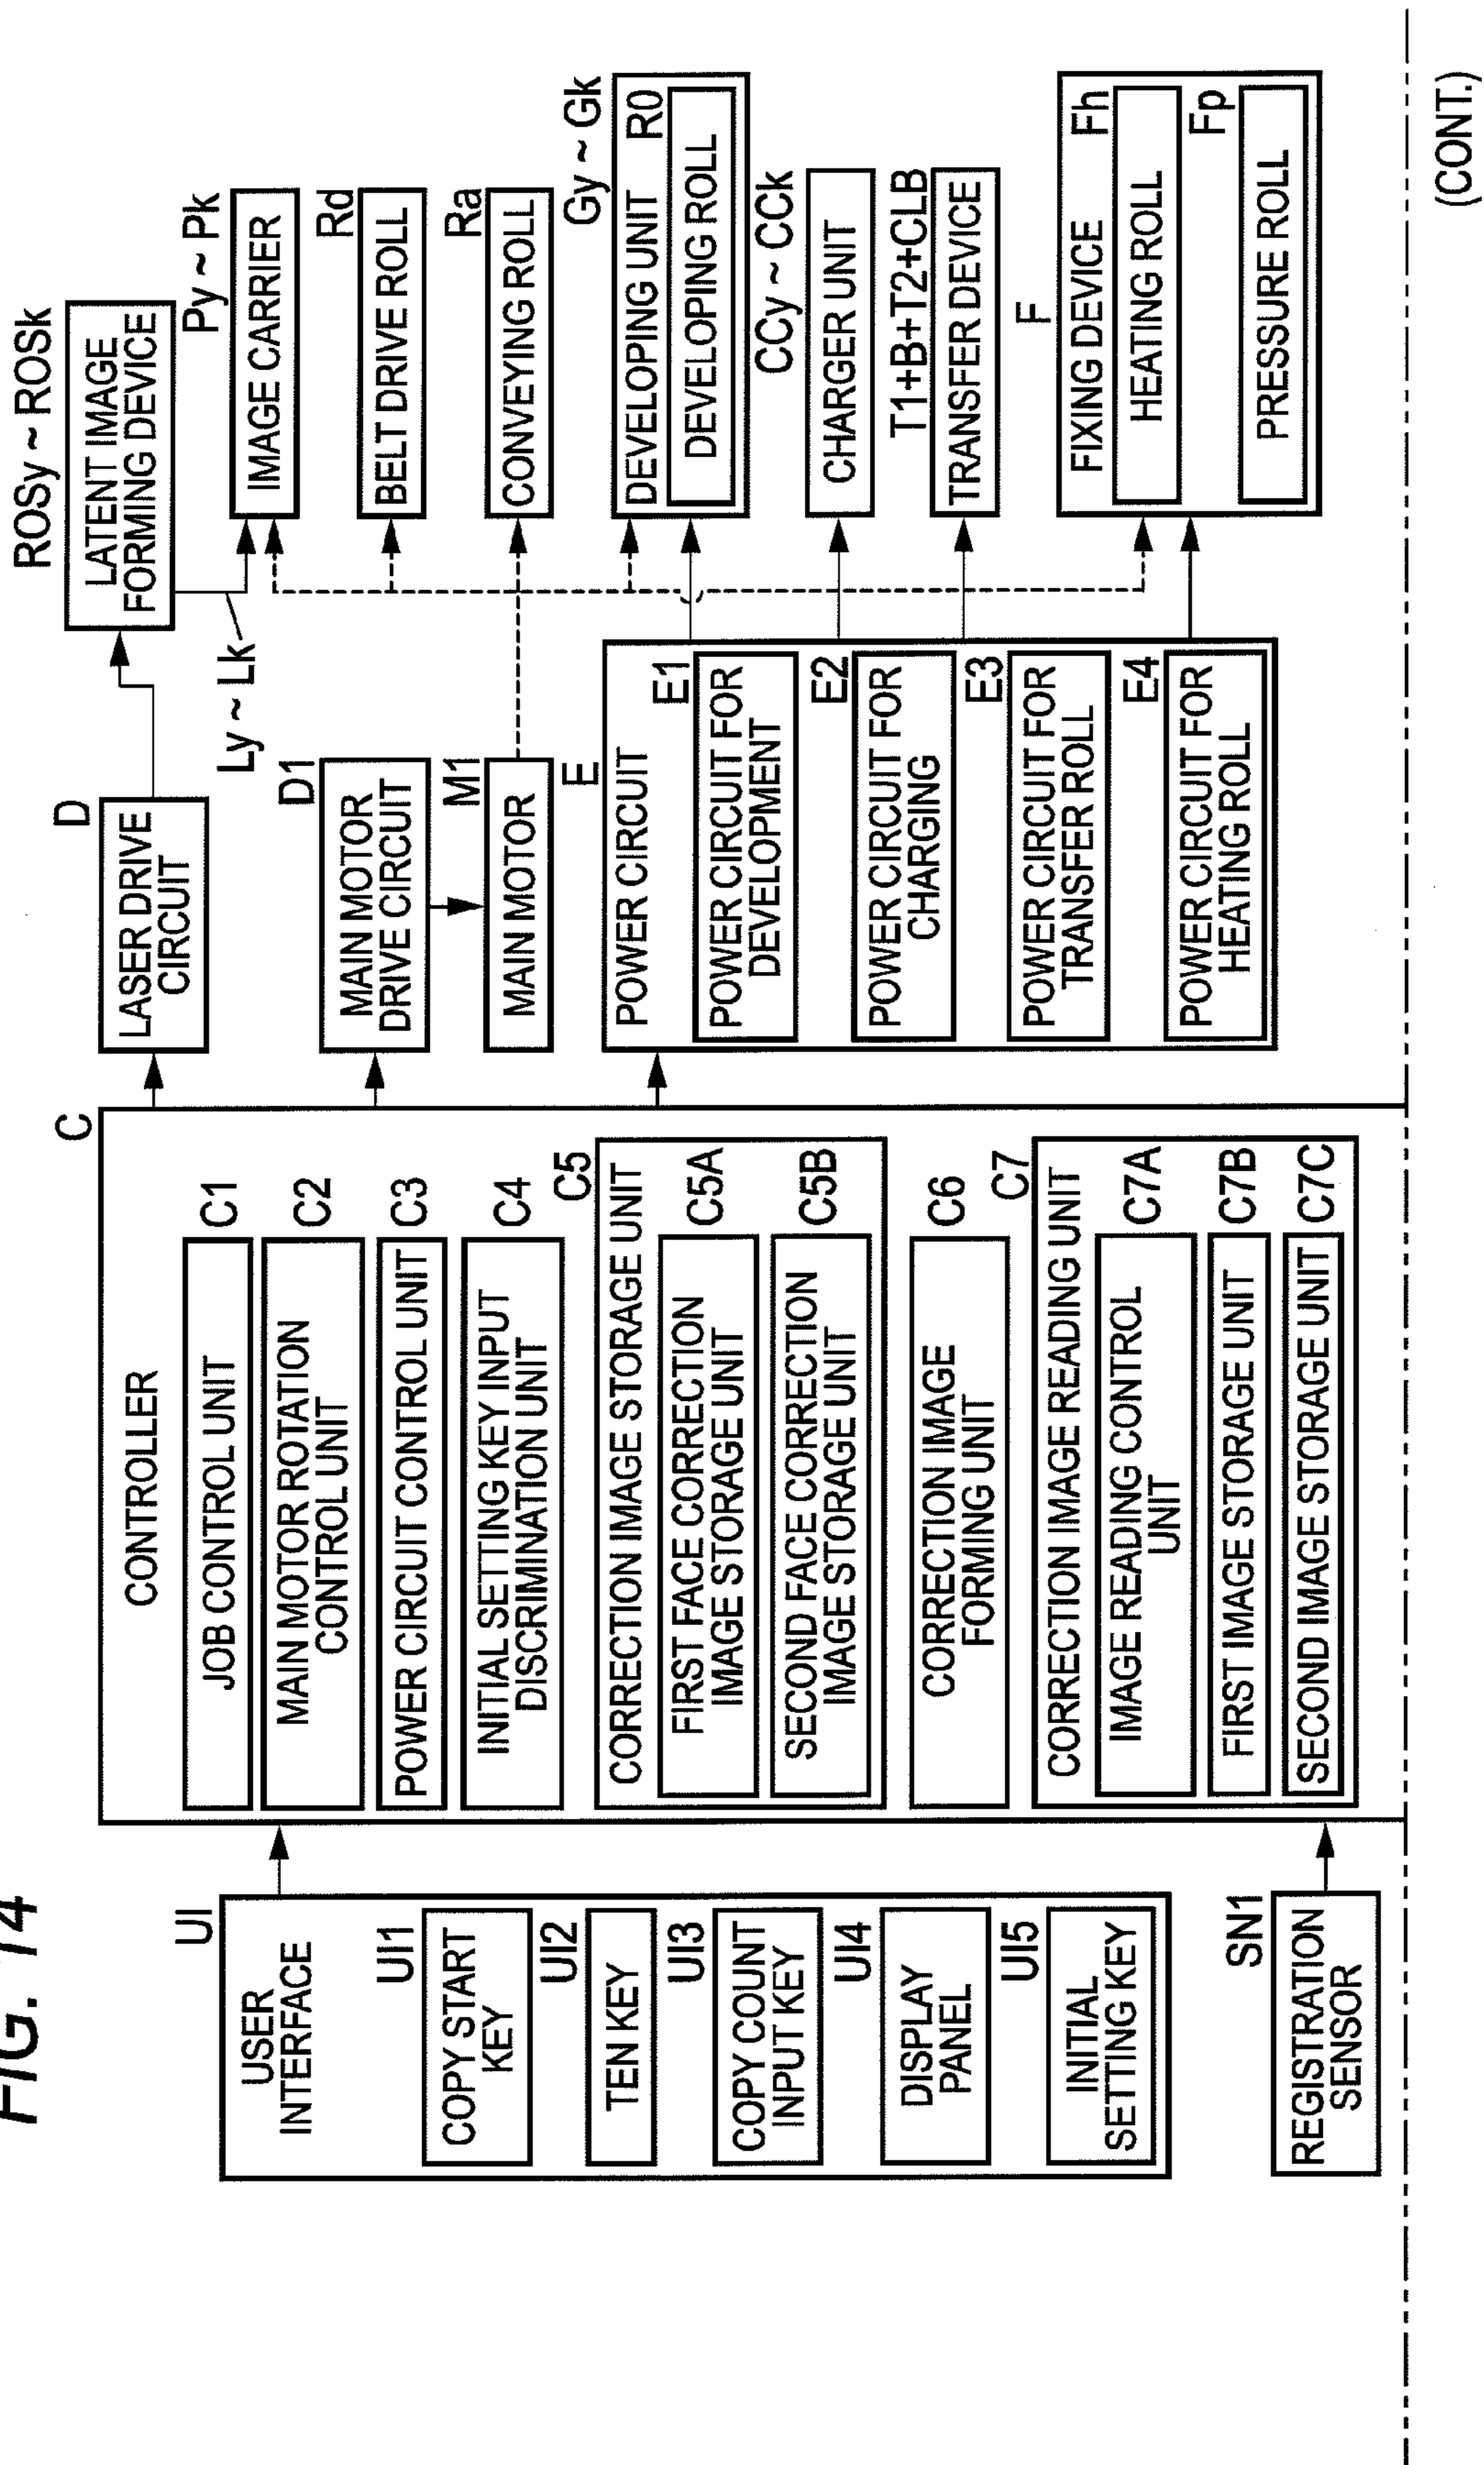 FIG. 14
UI
USER
INTERFACE
UI1
COPY START
KEY
UI2
TEN KEY
UI3
COPY COUNT
INPUT KEY
UI4
DISPLAY
PANEL
UI5
INITIAL
SETTING KEY
SN1
REGISTRATION
SENSOR
C
CONTROLLER
JOB CONTROL UNIT
C1
MAIN MOTOR ROTATION
CONTROL UNIT
C2
POWER CIRCUIT CONTROL UNIT
C3
INITIAL SETTING KEY INPUT
DISCRIMINATION UNIT
C4
C5
CORRECTION IMAGE STORAGE UNIT
FIRST FACE CORRECTION
IMAGE STORAGE UNIT
C5A
SECOND FACE CORRECTION
IMAGE STORAGE UNIT
C5B
CORRECTION IMAGE
FORMING UNIT
C6
C7
CORRECTION IMAGE READING UNIT
IMAGE READING CONTROL
UNIT
C7A
FIRST IMAGE STORAGE UNIT
C7B
SECOND IMAGE STORAGE UNIT
C7C
D
LASER DRIVE
CIRCUIT
Ly ~ Lk
D1
MAIN MOTOR
DRIVE CIRCUIT
M1
MAIN MOTOR
E
POWER CIRCUIT
E1
POWER CIRCUIT FOR
DEVELOPMENT
E2
POWER CIRCUIT FOR
CHARGING
E3
POWER CIRCUIT FOR
TRANSFER ROLL
E4
POWER CIRCUIT FOR
HEATING ROLL
ROSy ~ ROSk
LATENT IMAGE
FORMING DEVICE
Py ~ Pk
IMAGE CARRIER
Rd
BELT DRIVE ROLL
Ra
CONVEYING ROLL
Gy ~ Gk
DEVELOPING UNIT
R0
DEVELOPING ROLL
CCy ~ CCk
CHARGER UNIT
T1+B+T2+CLB
TRANSFER DEVICE
F
FIXING DEVICE
Fh
HEATING ROLL
Fp
PRESSURE ROLL
(CONT.)